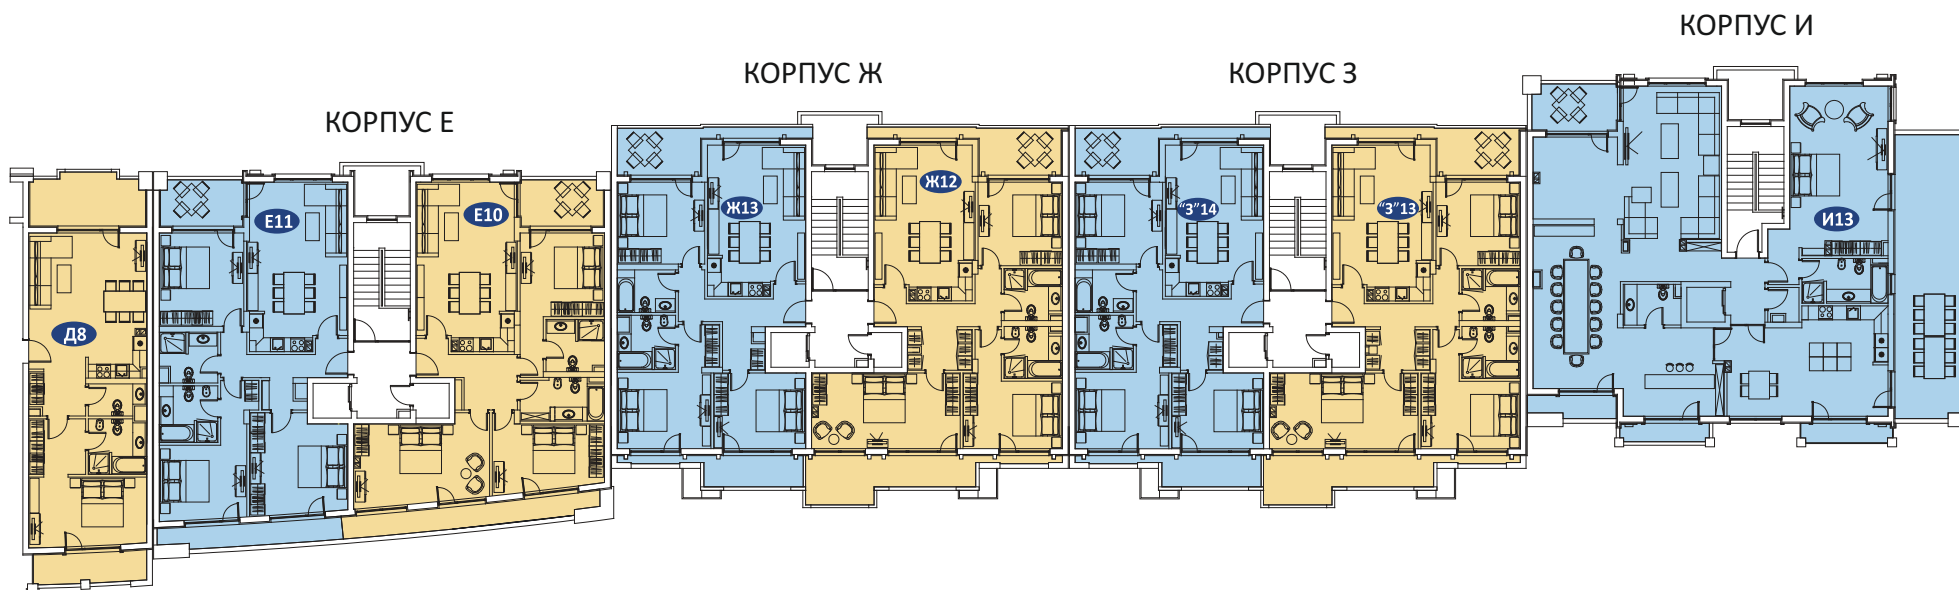 КОРПУС И
КОРПУС Ж
КОРПУС З
КОРПУС Е
Д8
Е11
Е10
Ж13
Ж12
"З"14
"З"13
И13